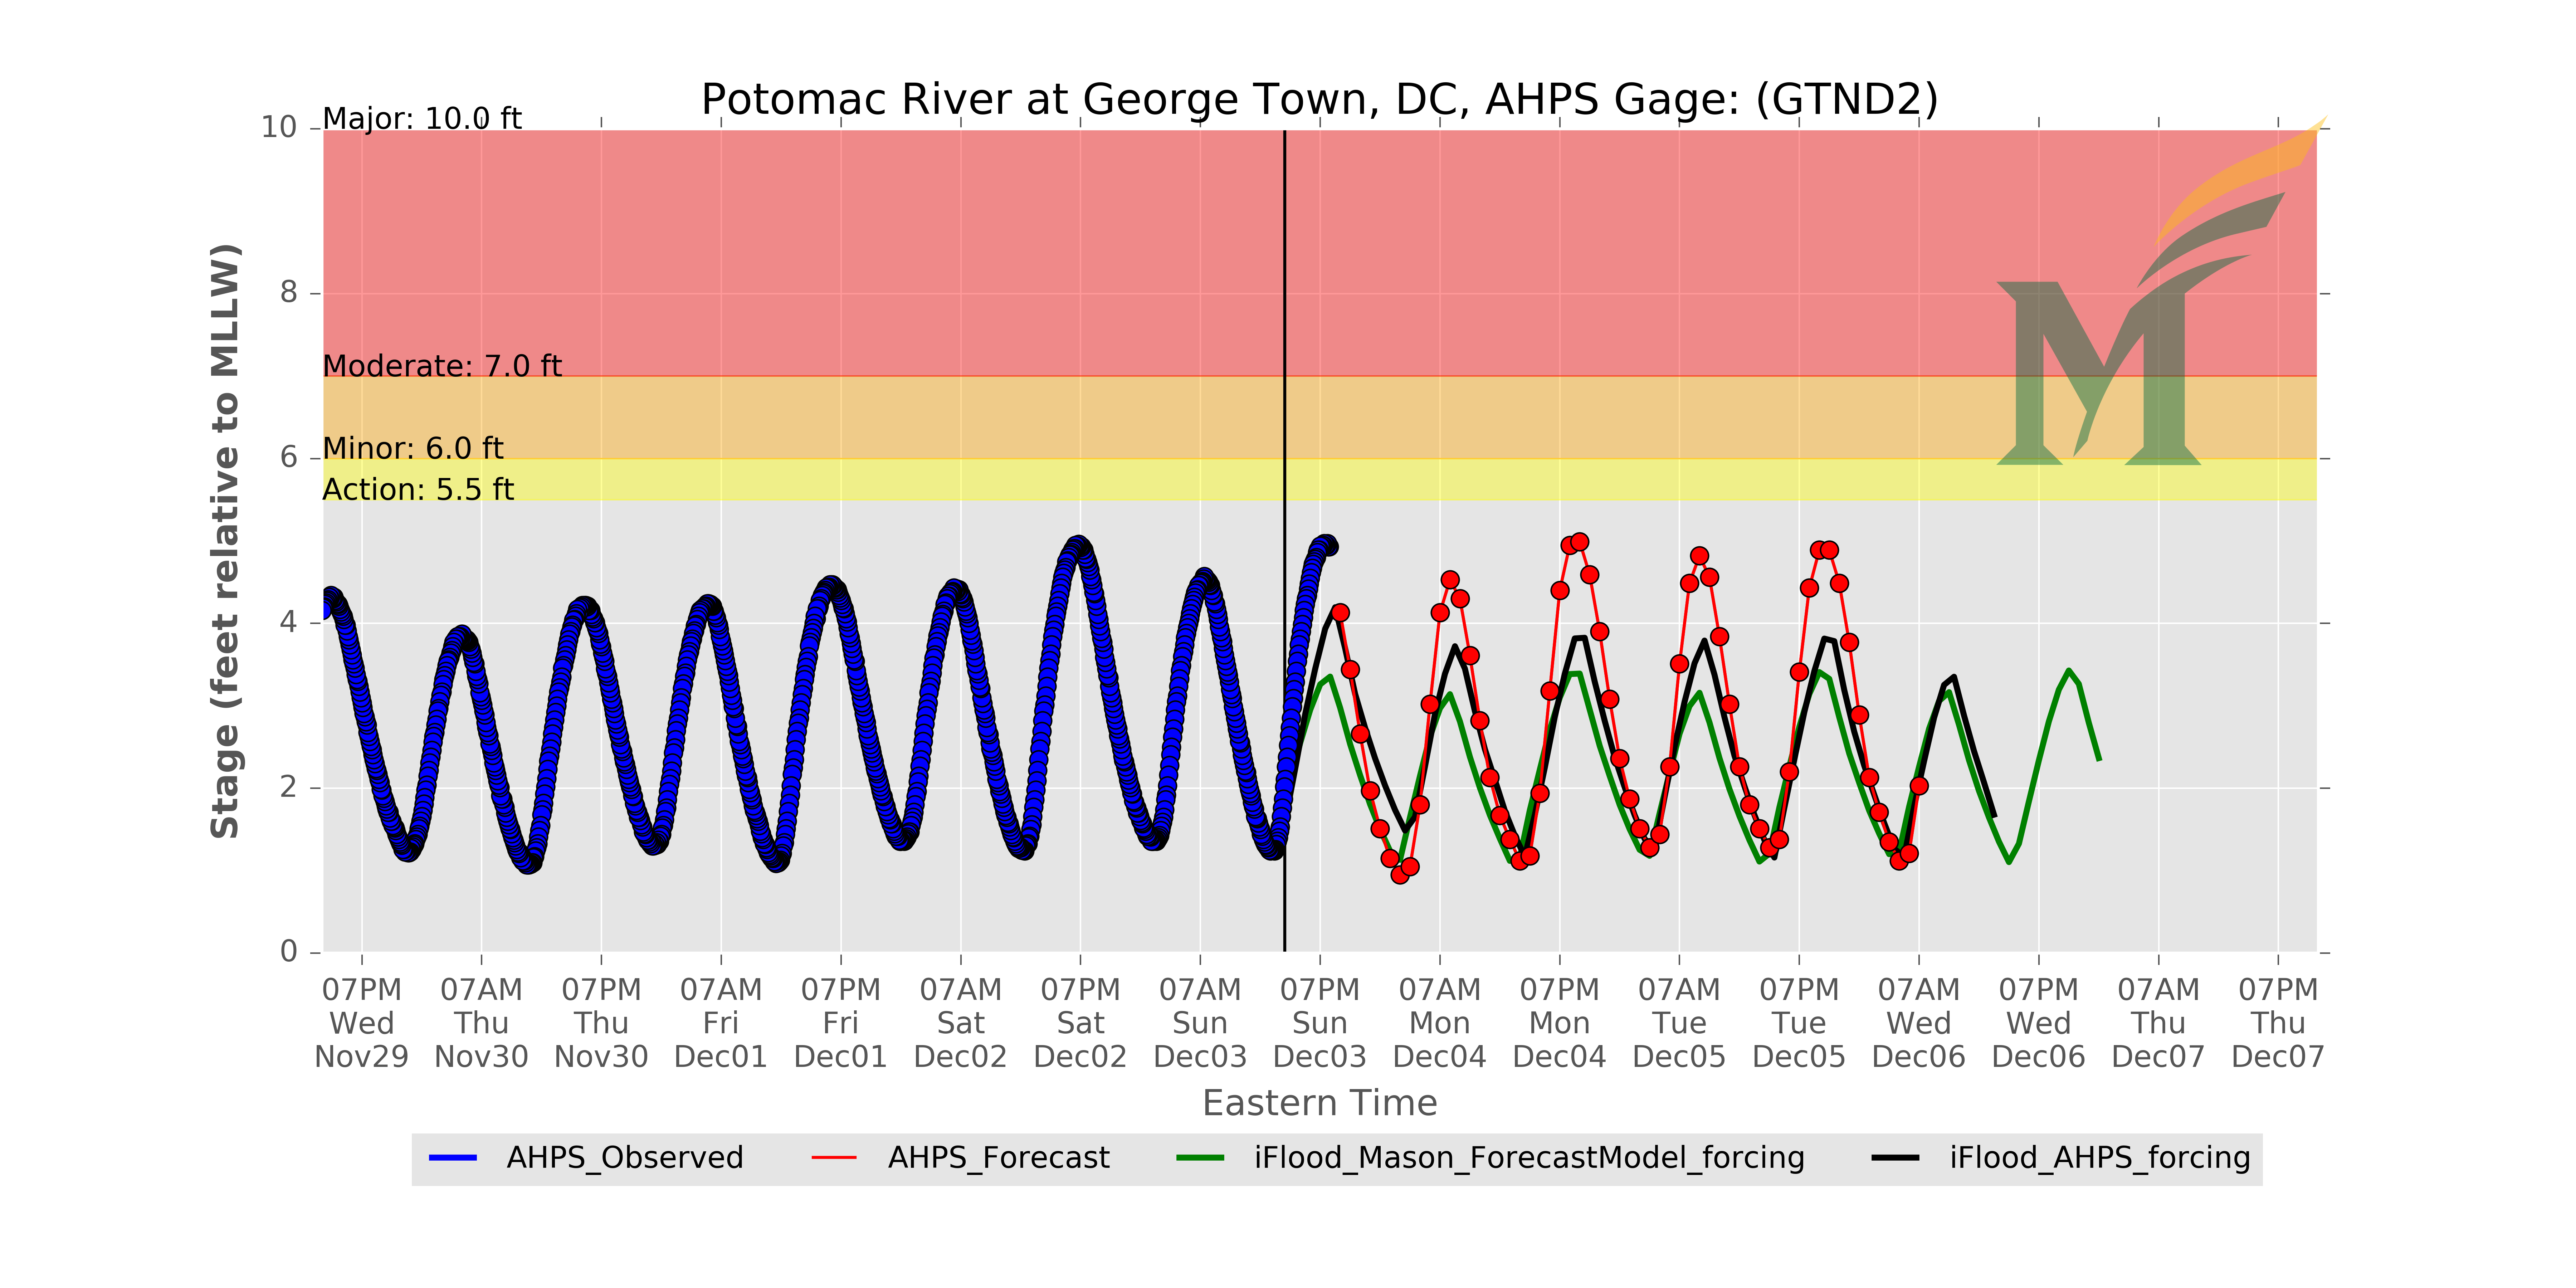 Potomac River at George Town, DC, AHPS Gage: (GTND2)
Major: 10.0 ft
Moderate: 7.0 ft
Minor: 6.0 ft
Action: 5.5 ft
Stage (feet relative to MLLW)
10
8
6
4
2
0
07PM 07AM 07PM 07AM 07PM 07AM 07PM 07AM 07PM 07AM 07PM 07AM 07PM 07AM 07PM 07AM 07PM
Wed Thu Thu Fri Fri Sat Sat Sun Sun Mon Mon Tue Tue Wed Wed Thu Thu
Nov29 Nov30 Nov30 Dec01 Dec01 Dec02 Dec02 Dec03 Dec03 Dec04 Dec04 Dec05 Dec05 Dec06 Dec06 Dec07 Dec07
Eastern Time
AHPS_Observed AHPS_Forecast iFlood_Mason_ForecastModel_forcing iFlood_AHPS_forcing
M